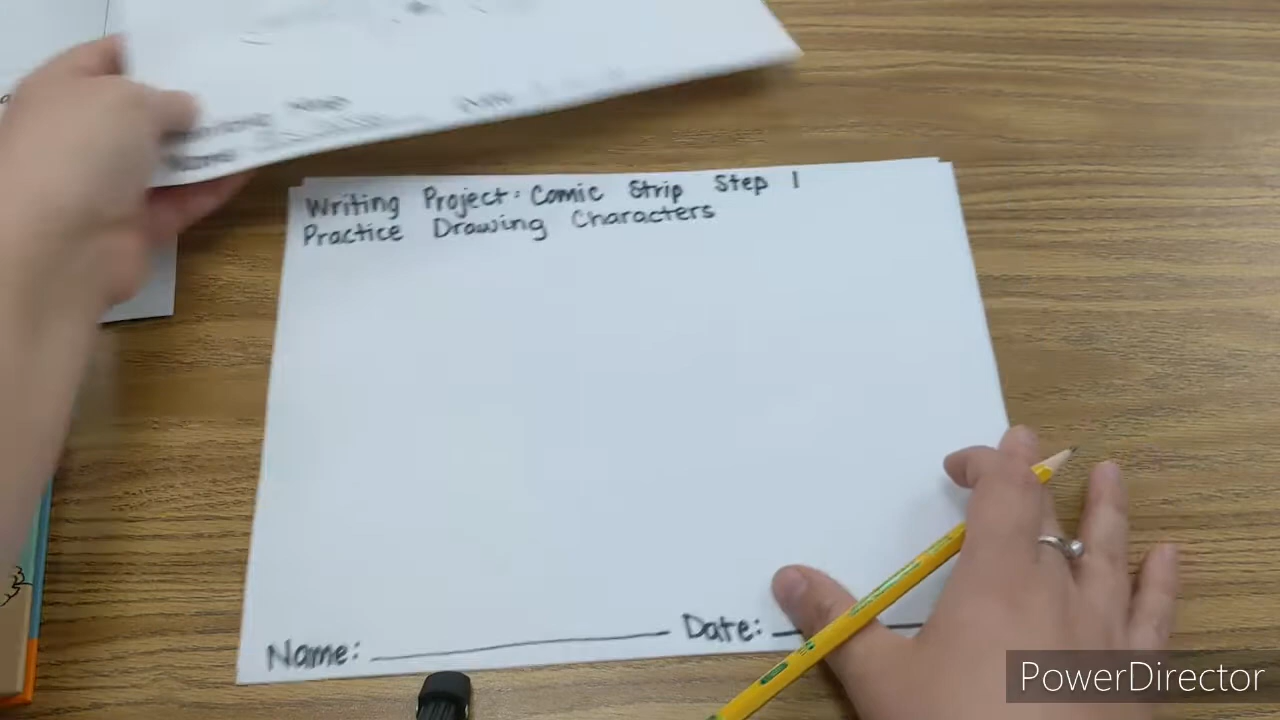 Writing Project: Comic Strip Step 1
Practice Drawing Characters
Name:
Date:
PowerDirector